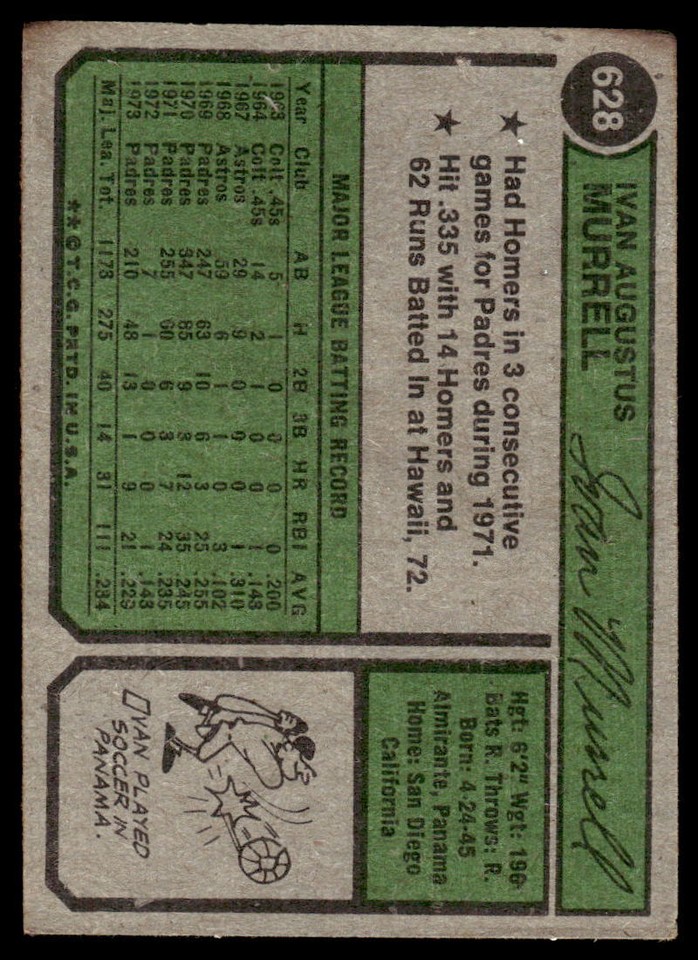 628
IVAN AUGUSTUS
MURRELL
Ivan Murrell
★ Had Homers in 3 consecutive
games for Padres during 1971.
★ Hit .335 with 14 Homers and
62 Runs Batted In at Hawaii, 72.
Hgt: 6'2" Wgt: 196
Bats R. Throws: R.
Born: 4-24-45
Almirante, Panama
Home: San Diego
California
MAJOR LEAGUE BATTING RECORD
Year Club AB H 2B 3B HR RBI AVG
1963 Colt .45s 5 1 0 0 0 0 .200
1964 Colt .45s 14 2 1 0 0 1 .143
1967 Astros 29 9 0 0 0 1 .310
1968 Astros 59 6 1 1 0 3 .102
1969 Padres 247 63 10 6 3 25 .255
1970 Padres 347 85 9 3 12 35 .245
1971 Padres 255 60 6 3 7 24 .235
1972 Padres 7 1 0 0 0 1 .143
1973 Padres 210 48 13 1 9 21 .229
Maj. Lea. Tot. 1173 275 40 14 31 111 .234
**© T.C.G. PRTD. IN U.S.A.
IVAN PLAYED
SOCCER IN
PANAMA.